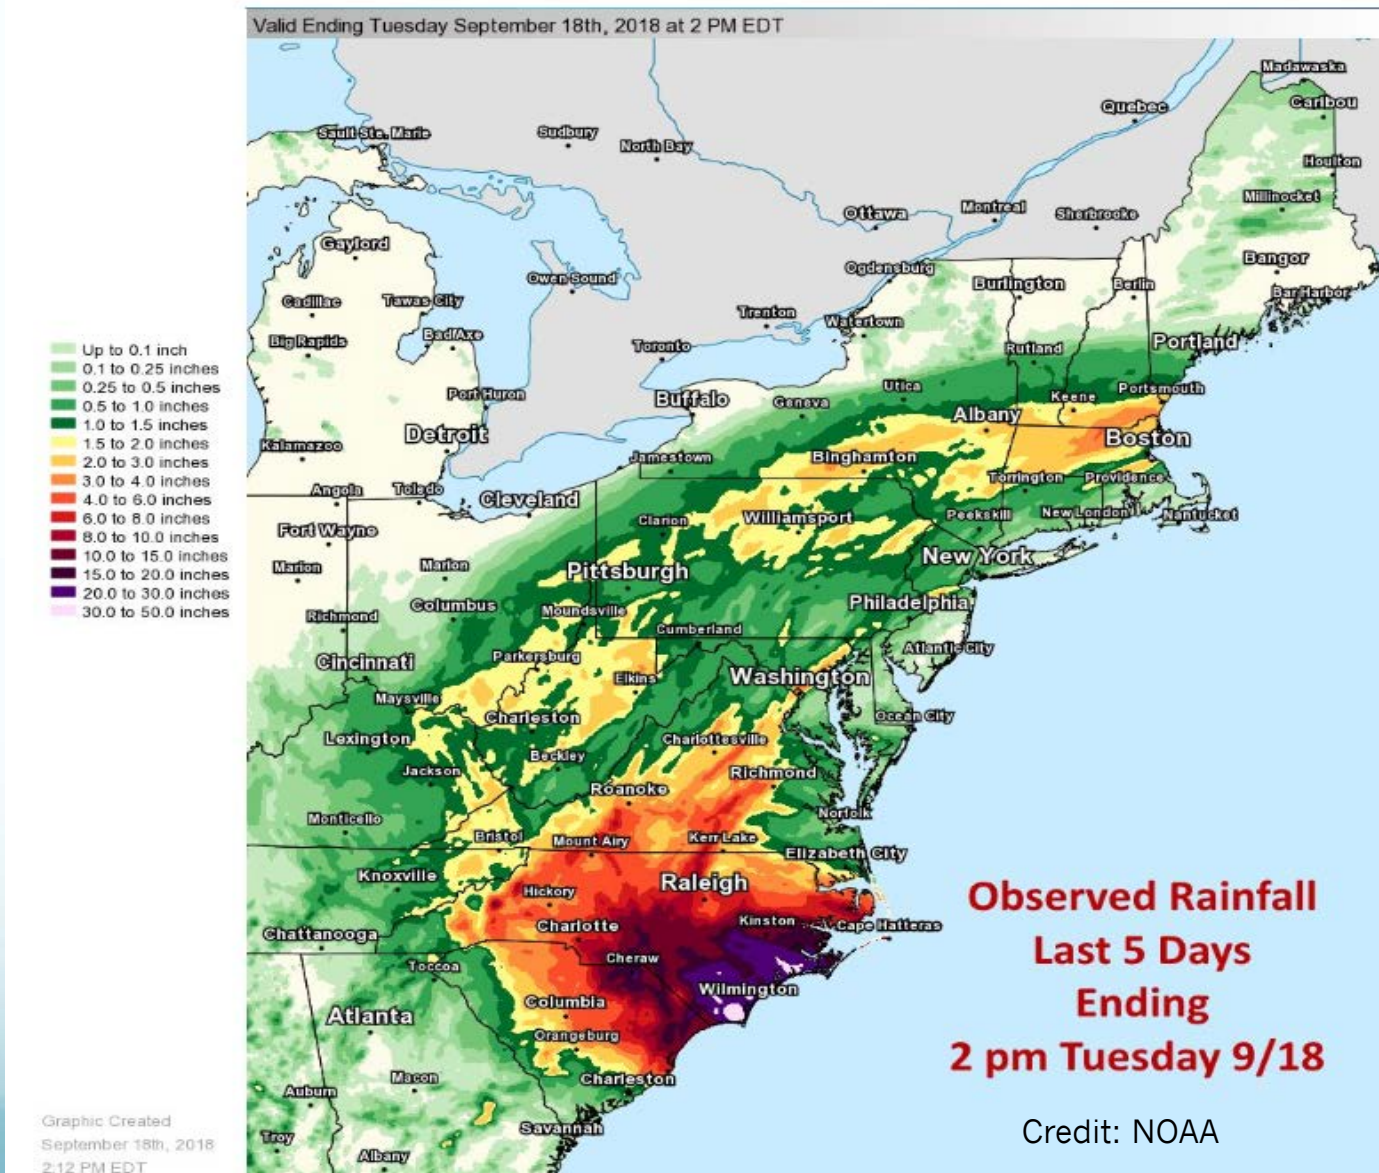 Valid Ending Tuesday September 18th, 2018 at 2 PM EDT
Madawaska
Quebec
Caribou
Sault Ste. Marie
Sudbury
North Bay
Houlton
Millinocket
Ottawa
Montreal
Sherbrooke
Gaylord
Bangor
Ogdensburg
Owen Sound
Burlington
Berlin
Bar Harbor
Cadillac
Tawas City
Trenton
Watertown
Big Rapids
Bad Axe
Toronto
Rutland
Portland
Up to 0.1 inch
0.1 to 0.25 inches
0.25 to 0.5 inches
0.5 to 1.0 inches
1.0 to 1.5 inches
1.5 to 2.0 inches
2.0 to 3.0 inches
3.0 to 4.0 inches
4.0 to 6.0 inches
6.0 to 8.0 inches
8.0 to 10.0 inches
10.0 to 15.0 inches
15.0 to 20.0 inches
20.0 to 30.0 inches
30.0 to 50.0 inches
Port Huron
Buffalo
Geneva
Utica
Keene
Portsmouth
Albany
Kalamazoo
Detroit
Boston
Jamestown
Binghamton
Torrington
Providence
Angola
Toledo
Cleveland
Clarion
Williamsport
Peekskill
New London
Nantucket
Fort Wayne
New York
Marion
Marion
Pittsburgh
Columbus
Moundsville
Philadelphia
Richmond
Cumberland
Atlantic City
Cincinnati
Parkersburg
Elkins
Washington
Maysville
Charleston
Ocean City
Lexington
Charlottesville
Beckley
Jackson
Richmond
Roanoke
Monticello
Norfolk
Bristol
Mount Airy
Kerr Lake
Elizabeth City
Knoxville
Hickory
Raleigh
Chattanooga
Charlotte
Kinston
Cape Hatteras
Toccoa
Cheraw
Wilmington
Columbia
Atlanta
Orangeburg
Macon
Charleston
Auburn
Savannah
Troy
Albany
Observed Rainfall
Last 5 Days
Ending
2 pm Tuesday 9/18
Credit: NOAA
Graphic Created
September 18th, 2018
2:12 PM EDT